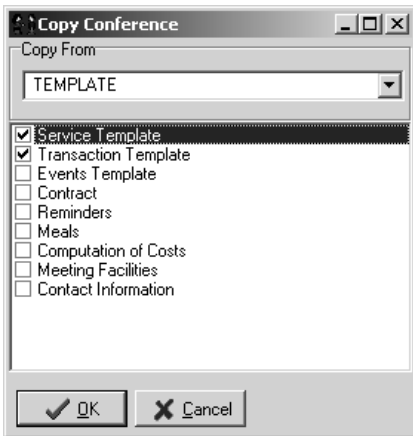 Copy Conference
Copy From
TEMPLATE
Service Template
Transaction Template
Events Template
Contract
Reminders
Meals
Computation of Costs
Meeting Facilities
Contact Information
OK
Cancel